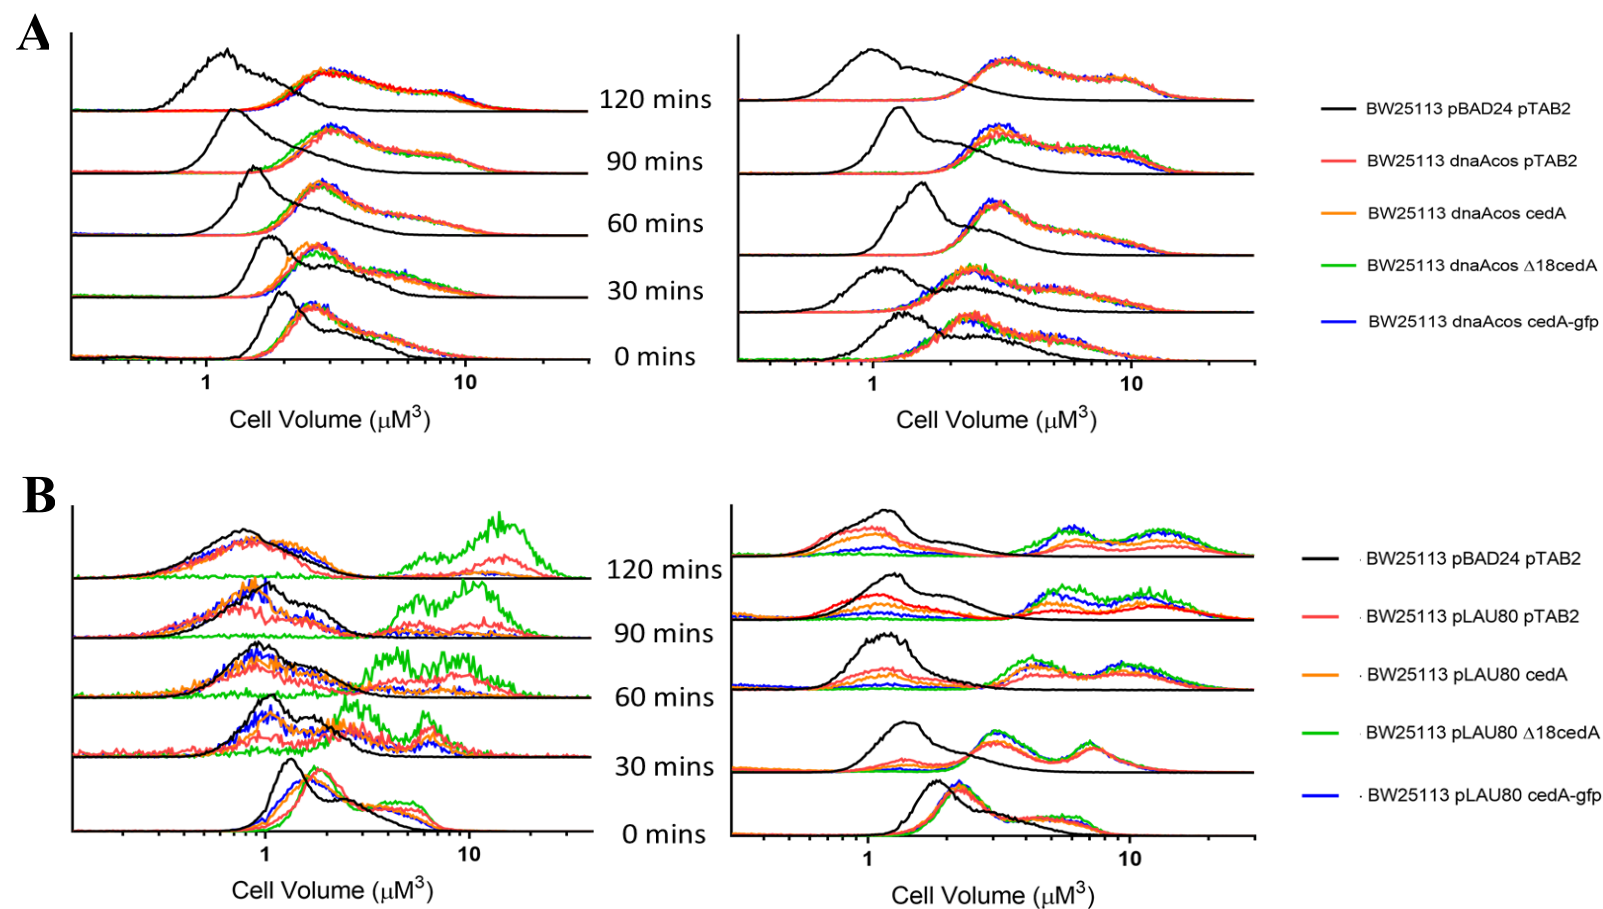 A
120 mins
90 mins
60 mins
30 mins
0 mins
1 10
Cell Volume (μM³)
1 10
Cell Volume (μM³)
BW25113 pBAD24 pTAB2
BW25113 dnaAcos pTAB2
BW25113 dnaAcos cedA
BW25113 dnaAcos Δ18cedA
BW25113 dnaAcos cedA-gfp
B
120 mins
90 mins
60 mins
30 mins
0 mins
1 10
Cell Volume (μM³)
1 10
Cell Volume (μM³)
BW25113 pBAD24 pTAB2
BW25113 pLAU80 pTAB2
BW25113 pLAU80 cedA
BW25113 pLAU80 Δ18cedA
BW25113 pLAU80 cedA-gfp